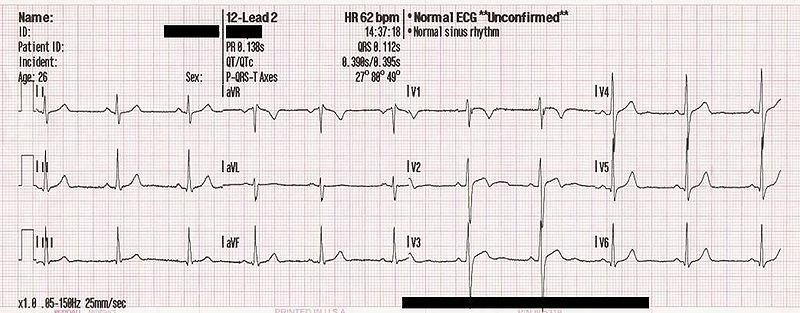 Name:
ID:
Patient ID:
Incident:
Age: 26 Sex:
12-Lead 2 HR 62 bpm
14:37:18
PR 0.138s QRS 0.112s
QT/QTc 0.390s/0.395s
P-QRS-T Axes 27° 88° 49°
• Normal ECG **Unconfirmed**
• Normal sinus rhythm
I aVR V1 V4
II aVL V2 V5
III aVF V3 V6
x1.0 .05-150Hz 25mm/sec
PRINTED IN U.S.A.